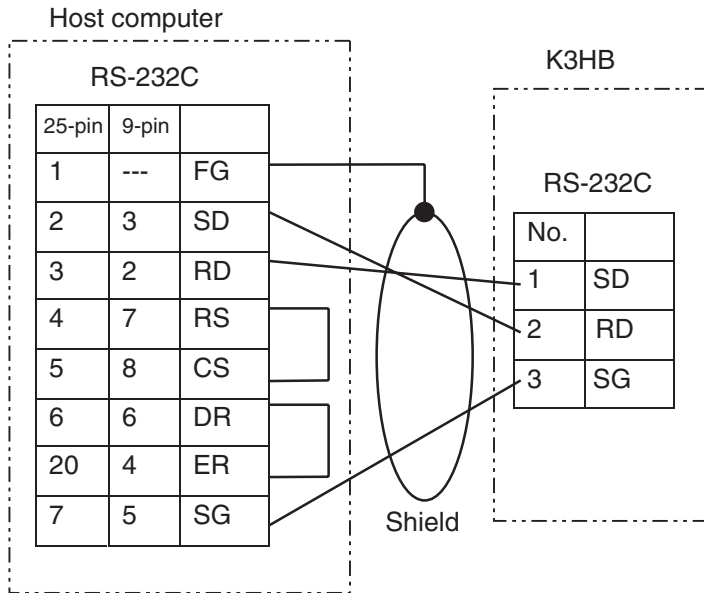 Host computer
RS-232C
25-pin 9-pin
1 --- FG
2 3 SD
3 2 RD
4 7 RS
5 8 CS
6 6 DR
20 4 ER
7 5 SG
Shield
K3HB
RS-232C
No.
1 SD
2 RD
3 SG